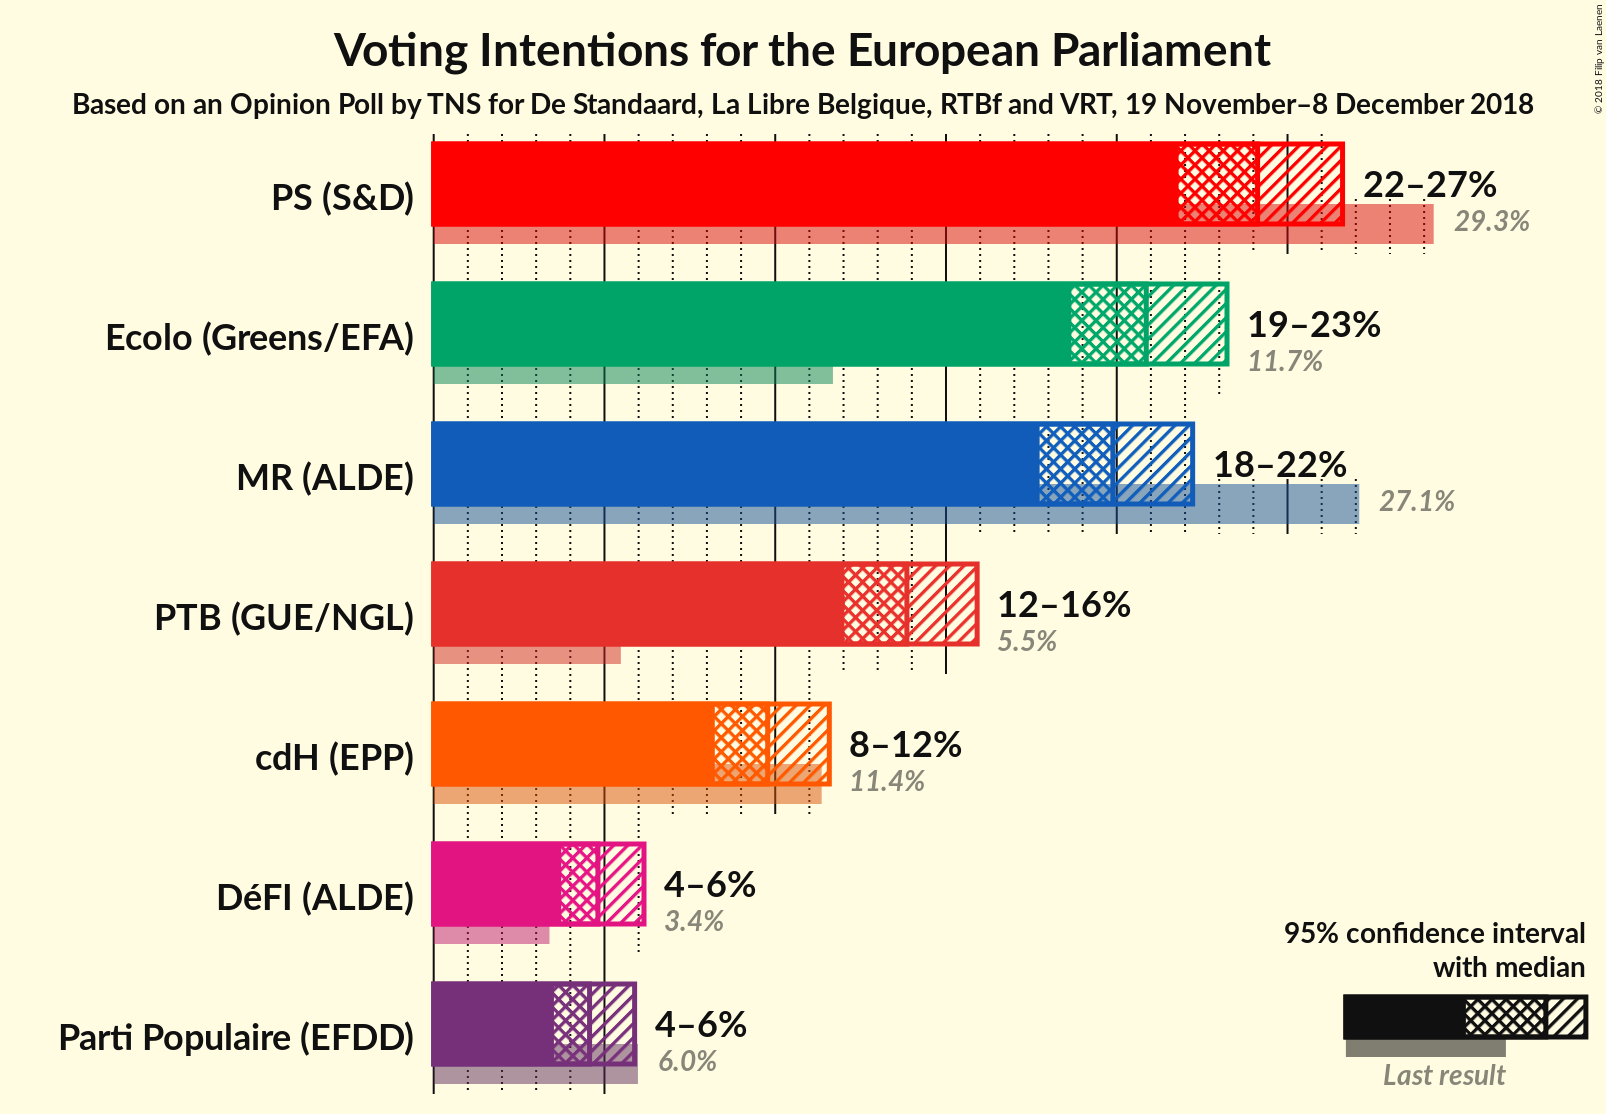 Voting Intentions for the European Parliament
Based on an Opinion Poll by TNS for De Standaard, La Libre Belgique, RTBf and VRT, 19 November–8 December 2018
© 2018 Filip van Laenen
PS (S&D)
22–27%
29.3%
Ecolo (Greens/EFA)
19–23%
11.7%
MR (ALDE)
18–22%
27.1%
PTB (GUE/NGL)
12–16%
5.5%
cdH (EPP)
8–12%
11.4%
DéFI (ALDE)
4–6%
3.4%
Parti Populaire (EFDD)
4–6%
6.0%
95% confidence interval
with median
Last result